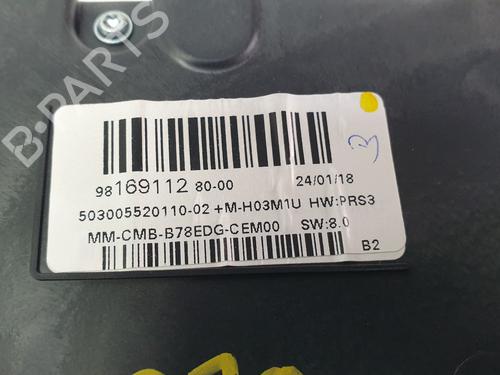 B-PARTS
3
98169112 80-00 24/01/18
503005520110-02 +M-H03M1U HW:PRS3
MM-CMB-B78EDG-CEM00 SW:8.0
B2